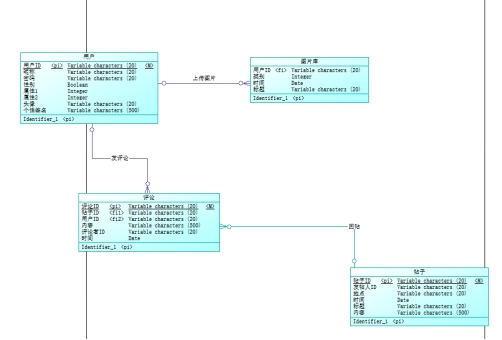 用户
用户ID <pi> Variable characters (20) <M>
昵称 Variable characters (20)
密码 Variable characters (20)
性别 Boolean
属性1 Integer
属性2 Integer
头像 Variable characters (20)
个性签名 Variable characters (500)
Identifier_1 <pi>
上传图片
图片库
用户ID <fi> Variable characters (20)
类别 Integer
时间 Date
标题 Variable characters (20)
Identifier_1 <pi>
发评论
评论
评论ID <pi> Variable characters (20) <M>
帖子ID <fi1> Variable characters (20)
用户ID <fi2> Variable characters (20)
内容 Variable characters (500)
评论者ID Variable characters (20)
时间 Date
Identifier_1 <pi>
回帖
帖子
帖子ID <pi> Variable characters (20) <M>
发帖人ID Variable characters (20)
地点 Variable characters (20)
时间 Date
标题 Variable characters (20)
内容 Variable characters (500)
Identifier_1 <pi>